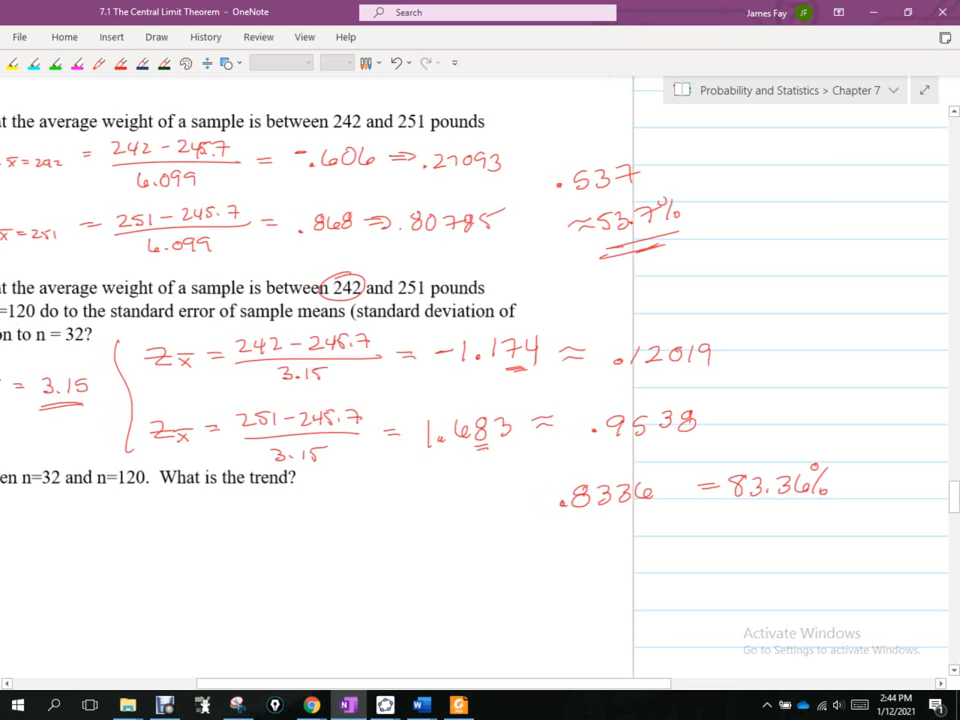 7.1 The Central Limit Theorem - OneNote
Search
James Fay JF
File Home Insert Draw History Review View Help
Probability and Statistics > Chapter 7
t the average weight of a sample is between 242 and 251 pounds
x̄=242 = 242 - 245.7 / 6.099 = -.606 ⇒ .27093
.537
x̄=251 = 251 - 245.7 / 6.099 = .868 ⇒ .80785
≈ 53.7%
t the average weight of a sample is between 242 and 251 pounds
=120 do to the standard error of sample means (standard deviation of
on to n = 32?
Zx̄ = 242 - 245.7 / 3.15 = -1.174 ≈ .12019
= 3.15
Zx̄ = 251 - 245.7 / 3.15 = 1.683 ≈ .9538
en n=32 and n=120. What is the trend?
.8336 = 83.36%
Activate Windows
Go to Settings to activate Windows.
2:44 PM
1/12/2021